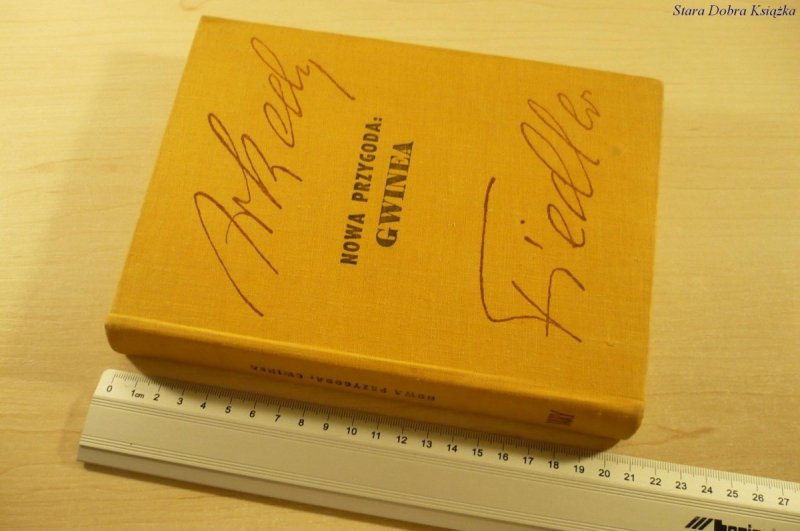 Stara Dobra Książka
Arkady
NOWA PRZYGODA:
GWINEA
Fiedler
NOWA PRZYGODA: GWINEA
0 1cm 2 3 4 5 6 7 8 9 10 11 12 13 14 15 16 17 18 19 20 21 22 23 24 25 26 27